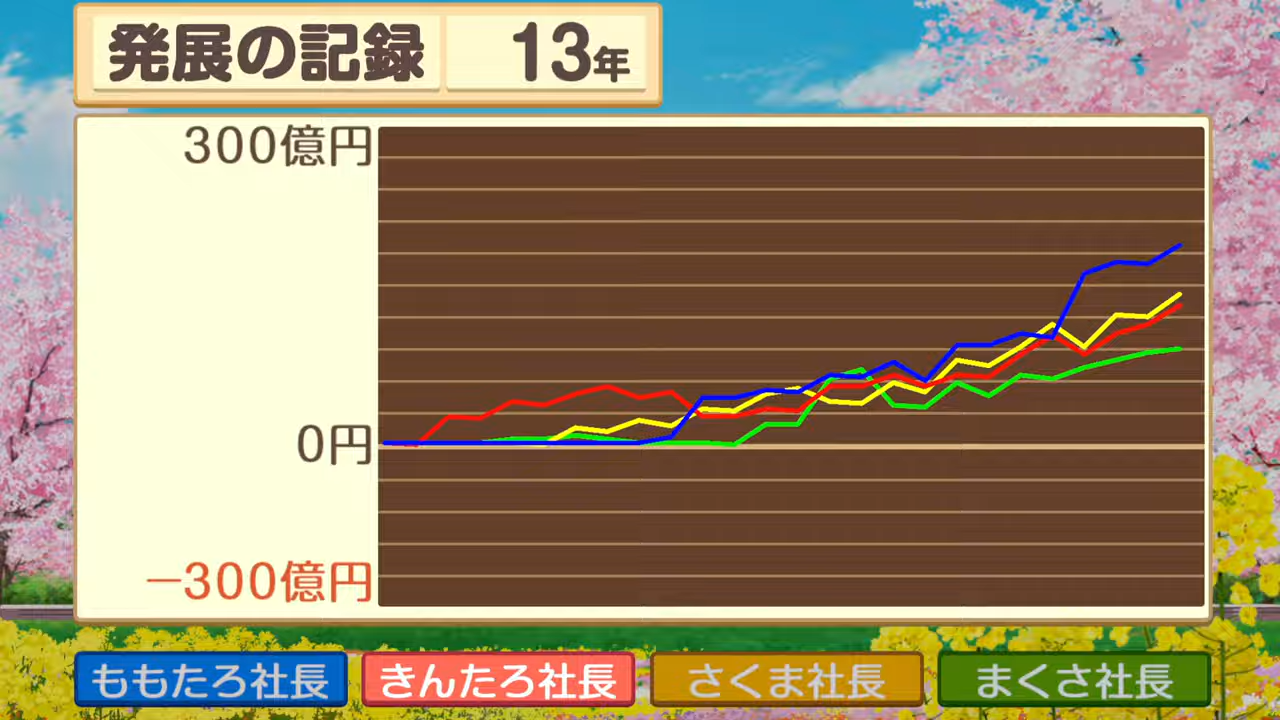 発展の記録 13年
300億円
0円
－300億円
ももたろ社長 きんたろ社長 さくま社長 まくさ社長